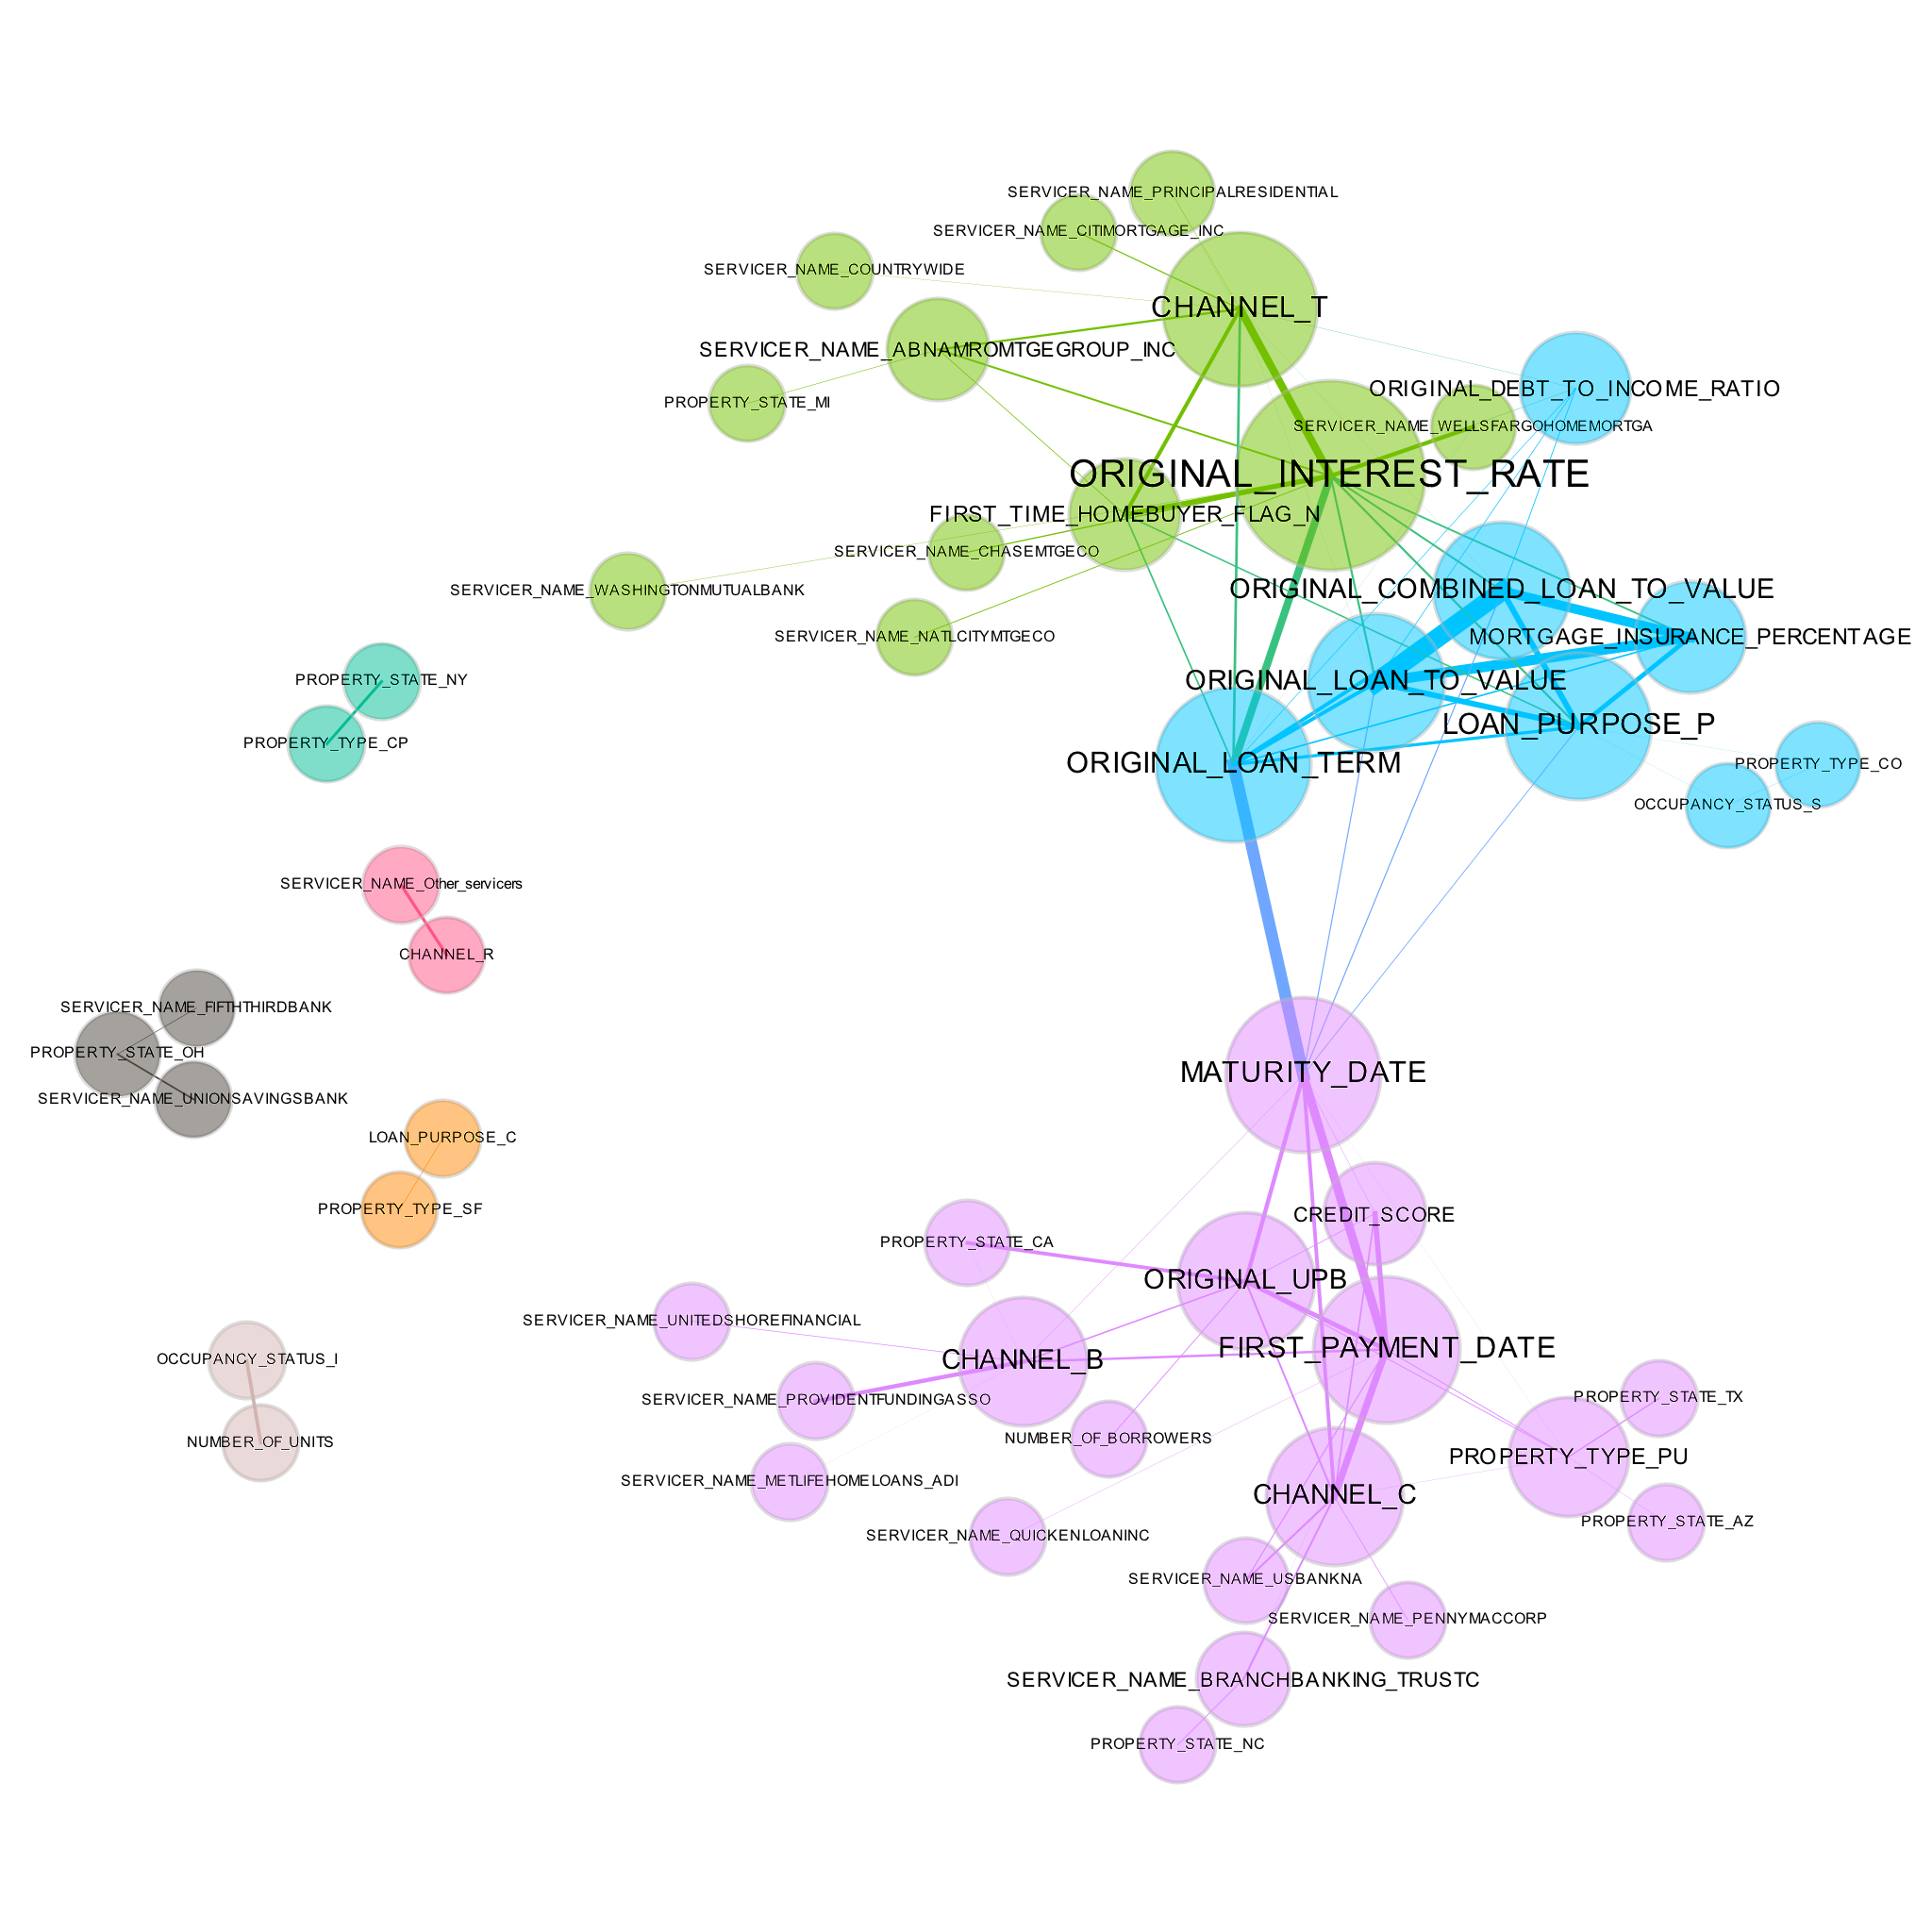 SERVICER_NAME_PRINCIPALRESIDENTIAL
SERVICER_NAME_CITIMORTGAGE_INC
SERVICER_NAME_COUNTRYWIDE
CHANNEL_T
SERVICER_NAME_ABNAMROMTGEGROUP_INC
ORIGINAL_DEBT_TO_INCOME_RATIO
PROPERTY_STATE_MI
SERVICER_NAME_WELLSFARGOHOMEMORTGA
ORIGINAL_INTEREST_RATE
FIRST_TIME_HOMEBUYER_FLAG_N
SERVICER_NAME_CHASEMTGECO
SERVICER_NAME_WASHINGTONMUTUALBANK
ORIGINAL_COMBINED_LOAN_TO_VALUE
SERVICER_NAME_NATLCITYMTGECO
MORTGAGE_INSURANCE_PERCENTAGE
PROPERTY_STATE_NY
ORIGINAL_LOAN_TO_VALUE
LOAN_PURPOSE_P
PROPERTY_TYPE_CP
ORIGINAL_LOAN_TERM
PROPERTY_TYPE_CO
OCCUPANCY_STATUS_S
SERVICER_NAME_Other_servicers
CHANNEL_R
SERVICER_NAME_FIFTHTHIRDBANK
PROPERTY_STATE_OH
MATURITY_DATE
SERVICER_NAME_UNIONSAVINGSBANK
LOAN_PURPOSE_C
PROPERTY_TYPE_SF
CREDIT_SCORE
PROPERTY_STATE_CA
ORIGINAL_UPB
SERVICER_NAME_UNITEDSHOREFINANCIAL
FIRST_PAYMENT_DATE
OCCUPANCY_STATUS_I
CHANNEL_B
SERVICER_NAME_PROVIDENTFUNDINGASSO
PROPERTY_STATE_TX
NUMBER_OF_BORROWERS
NUMBER_OF_UNITS
PROPERTY_TYPE_PU
SERVICER_NAME_METLIFEHOMELOANS_ADI
CHANNEL_C
PROPERTY_STATE_AZ
SERVICER_NAME_QUICKENLOANINC
SERVICER_NAME_USBANKNA
SERVICER_NAME_PENNYMACCORP
SERVICER_NAME_BRANCHBANKING_TRUSTC
PROPERTY_STATE_NC